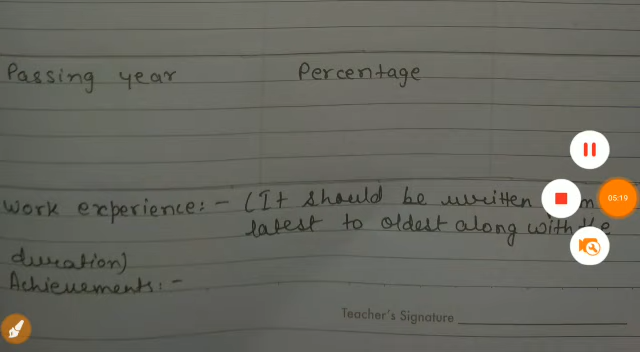 Passing year Percentage
Work experience:- (It should be written
latest to oldest along with
duration)
Achievements:-
Teacher's Signature
05:19